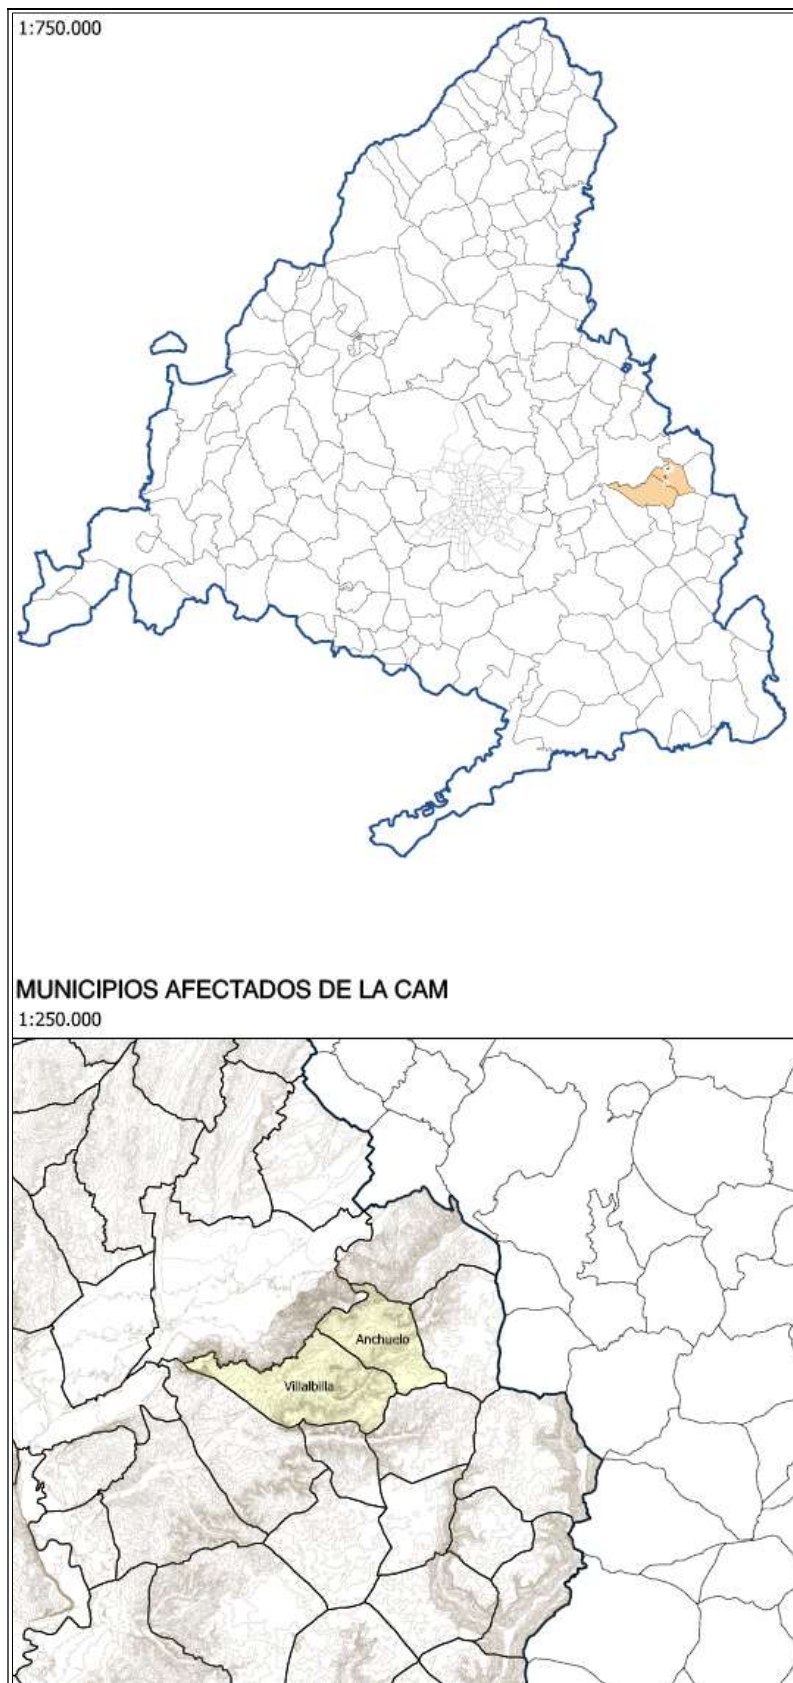 1:750.000
MUNICIPIOS AFECTADOS DE LA CAM
1:250.000
Anchuelo
Villalbilla